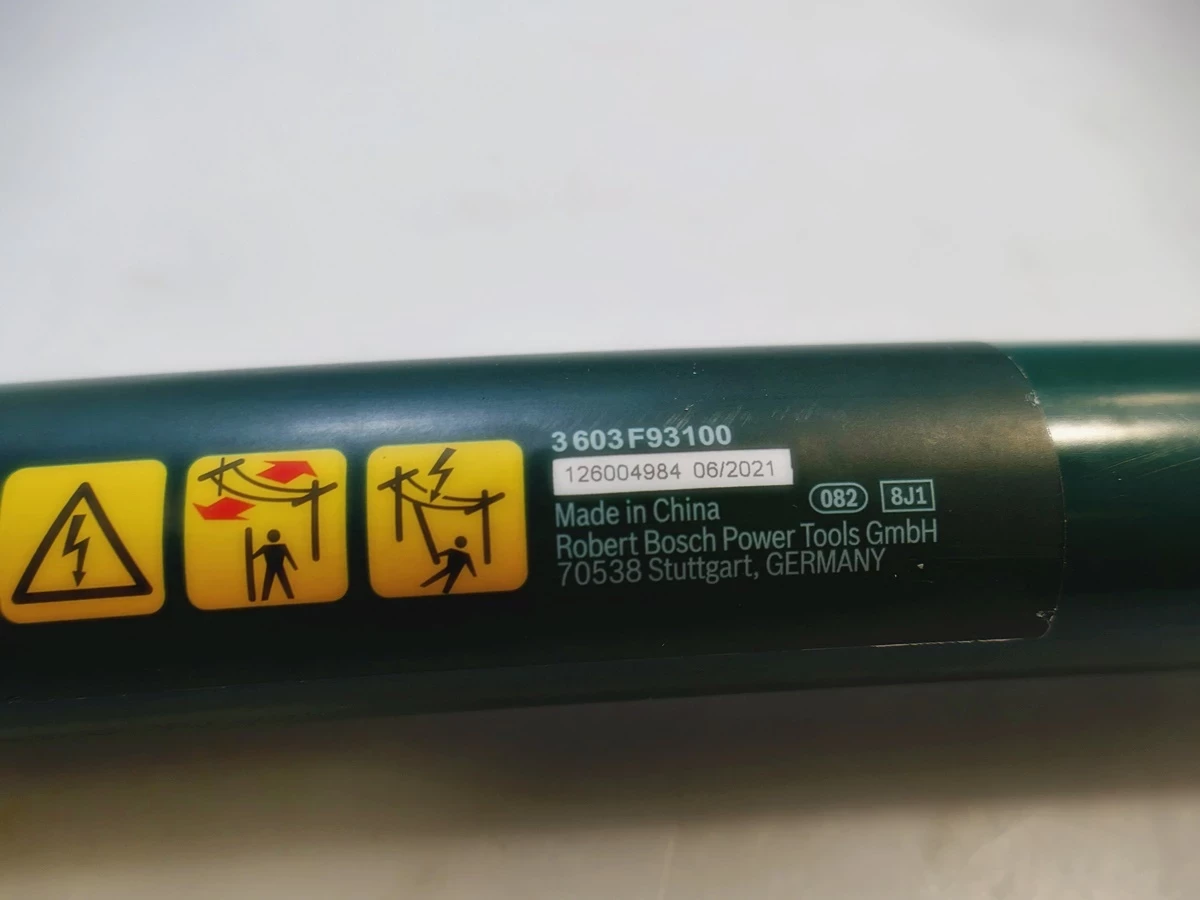 3 603 F93100
126004984 06/2021
Made in China
082 8J1
Robert Bosch Power Tools GmbH
70538 Stuttgart, GERMANY